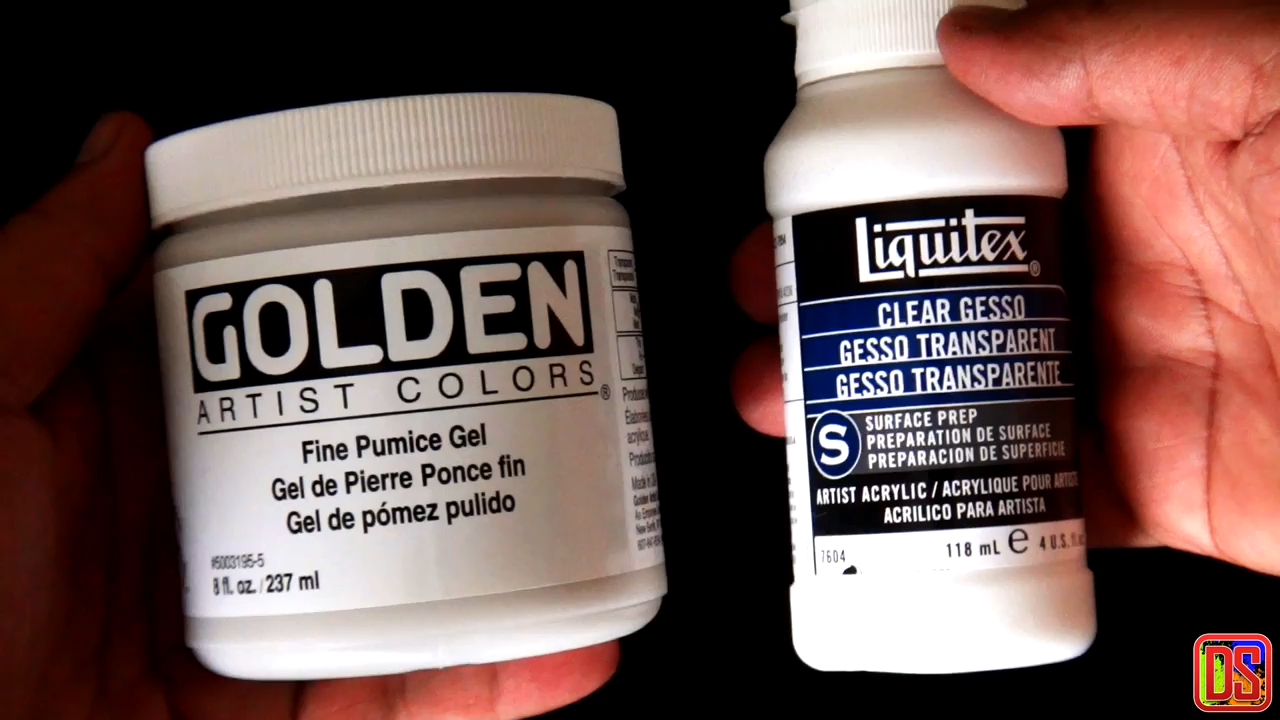 GOLDEN
ARTIST COLORS®
Fine Pumice Gel
Gel de Pierre Ponce fin
Gel de pómez pulido
#5003195-5
8 fl. oz. / 237 ml
Liquitex®
CLEAR GESSO
GESSO TRANSPARENT
GESSO TRANSPARENTE
S
SURFACE PREP
PREPARATION DE SURFACE
PREPARACION DE SUPERFICIE
ARTIST ACRYLIC / ACRYLIQUE POUR
ACRILICO PARA ARTISTA
7604
118 mL e 4 U.S.
DS